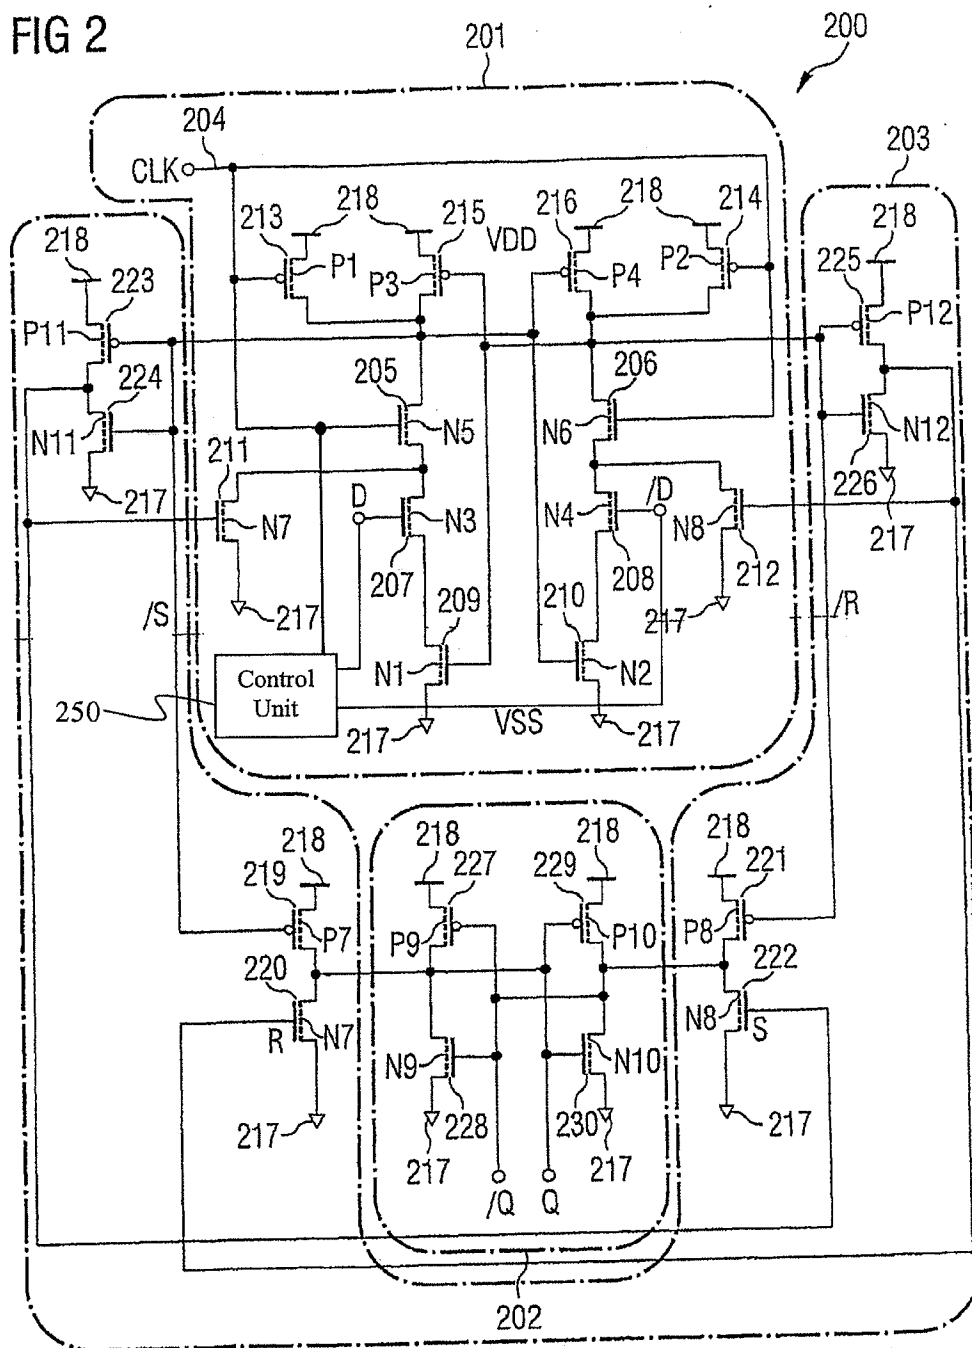 FIG 2
200
201
204
CLK
203
213
218
215
216
218
214
218
218
VDD
223
P1
P3
P4
P2
225
P11
P12
224
205
206
N11
N5
N6
N12
211
226
217
D
/D
217
N7
N3
N4
N8
207
208
212
217
/S
209
210
217
/R
Control
Unit
N1
N2
250
217
VSS
217
218
218
218
218
219
227
229
221
P7
P9
P10
P8
220
222
R
N7
N8
S
N9
N10
217
228
230
217
217
217
/Q
Q
202